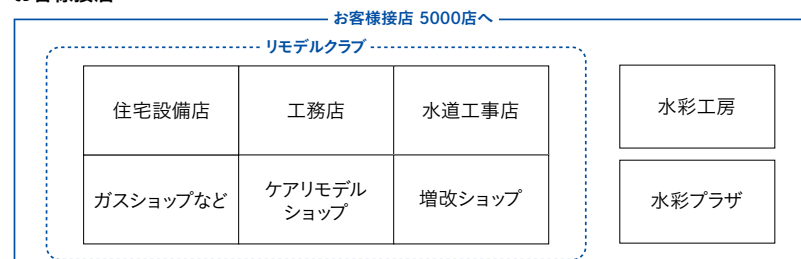 お客様接店 5000店へ
リモデルクラブ
住宅設備店
工務店
水道工事店
水彩工房
ガスショップなど
ケアリモデル
ショップ
増改ショップ
水彩プラザ